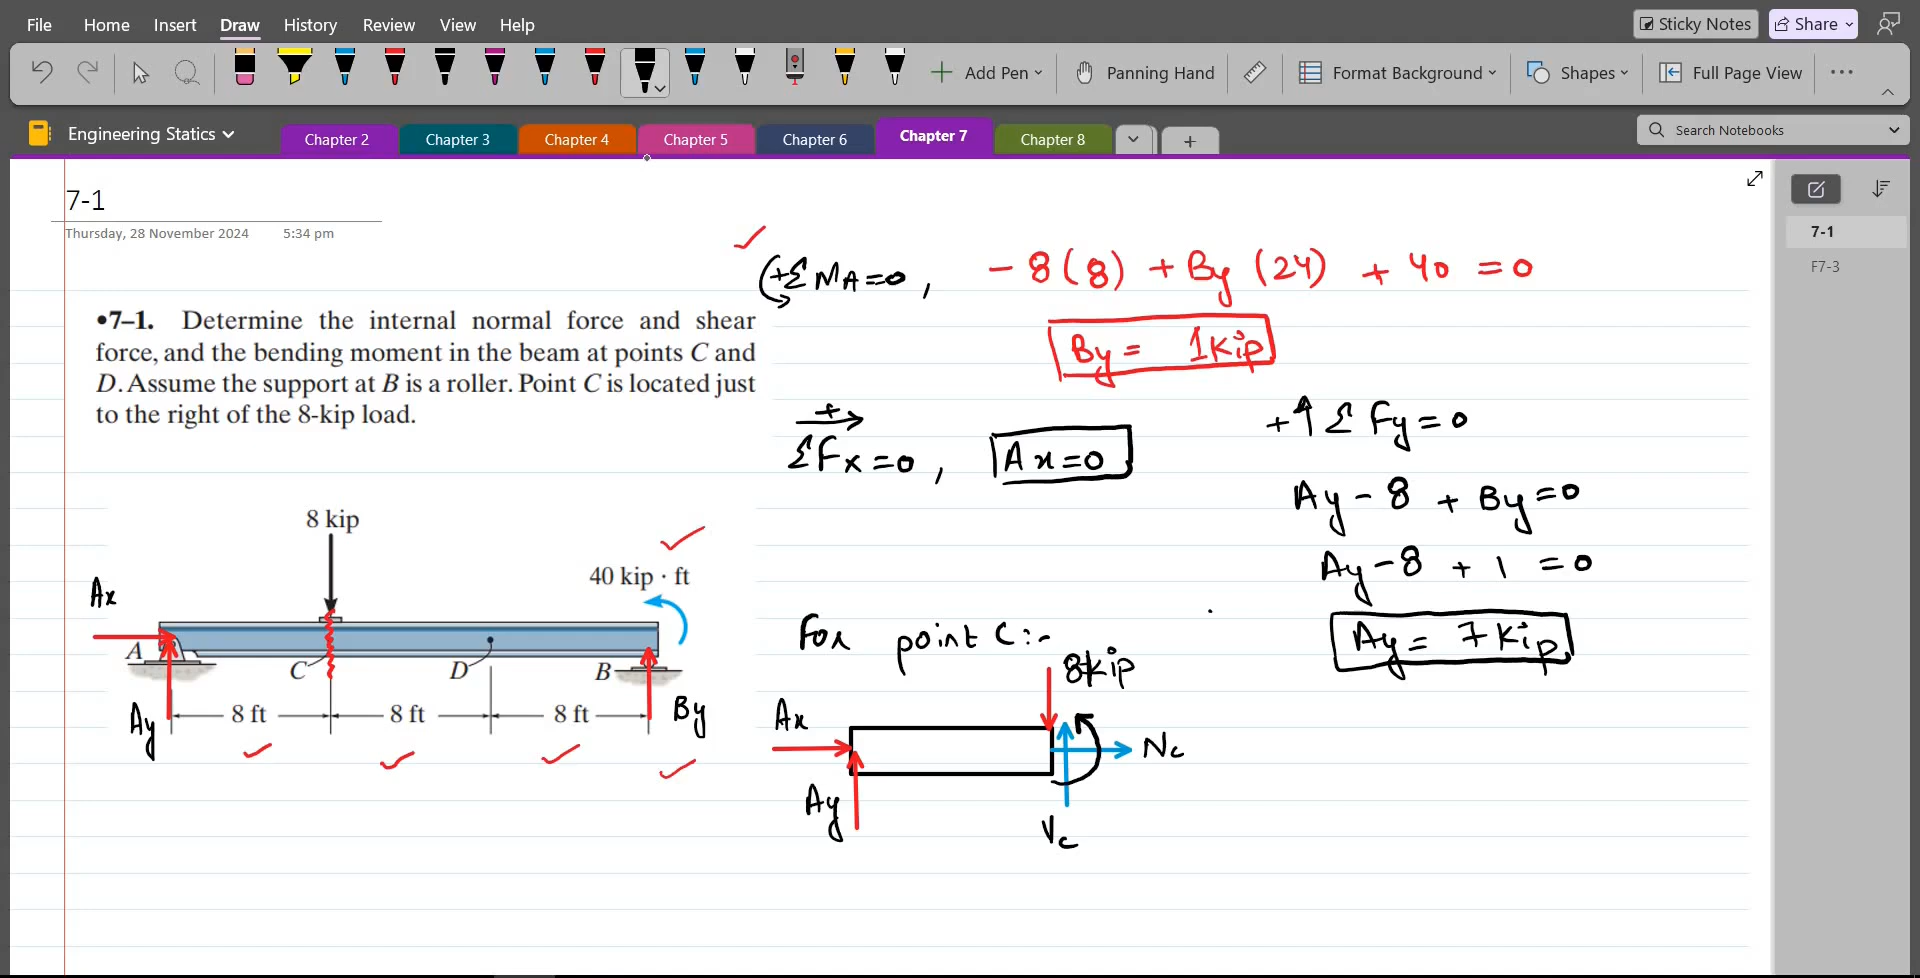 File Home Insert Draw History Review View Help
Sticky Notes Share
Add Pen Panning Hand Format Background Shapes Full Page View
Engineering Statics Chapter 2 Chapter 3 Chapter 4 Chapter 5 Chapter 6 Chapter 7 Chapter 8 + Search Notebooks
7-1
Thursday, 28 November 2024 5:34 pm
7-1
F7-3
•7–1. Determine the internal normal force and shear
force, and the bending moment in the beam at points C and
D. Assume the support at B is a roller. Point C is located just
to the right of the 8-kip load.
8 kip
40 kip · ft
Ax
A
C
D
B
Ay
8 ft
8 ft
8 ft
By
+ΣMA=0, -8(8) + By(24) + 40 = 0
By = 1Kip
+
ΣFx=0, Ax=0
+↑ΣFy=0
Ay-8 + By=0
Ay-8 + 1 = 0
Ay = 7 Kip
For point C:-
8kip
Ax
Nc
Ay
Vc